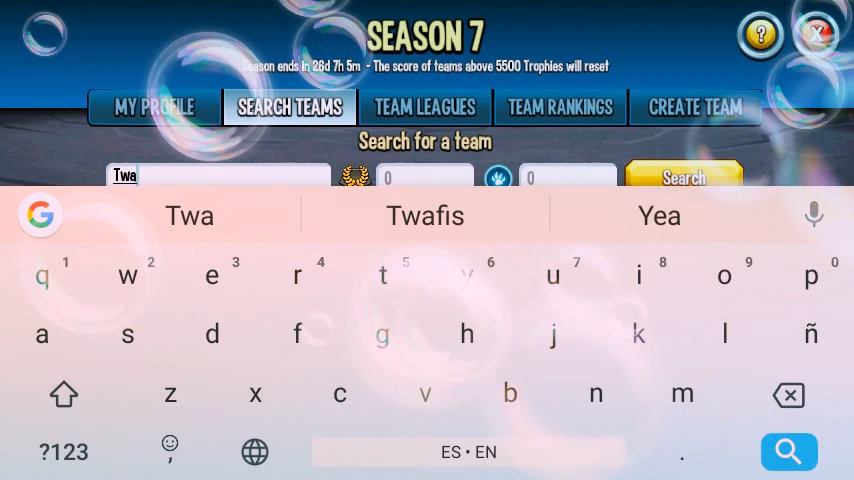 SEASON 7
?
X
Season ends in 28d 7h 5m - The score of teams above 5500 Trophies will reset
MY PROFILE SEARCH TEAMS TEAM LEAGUES TEAM RANKINGS CREATE TEAM
Search for a team
Twa 0 0 Search
G Twa Twafis Yea
q 1 w 2 e 3 r 4 t 5 y 6 u 7 i 8 o 9 p 0
a s d f g h j k l ñ
z x c v b n m
?123 , ES • EN .